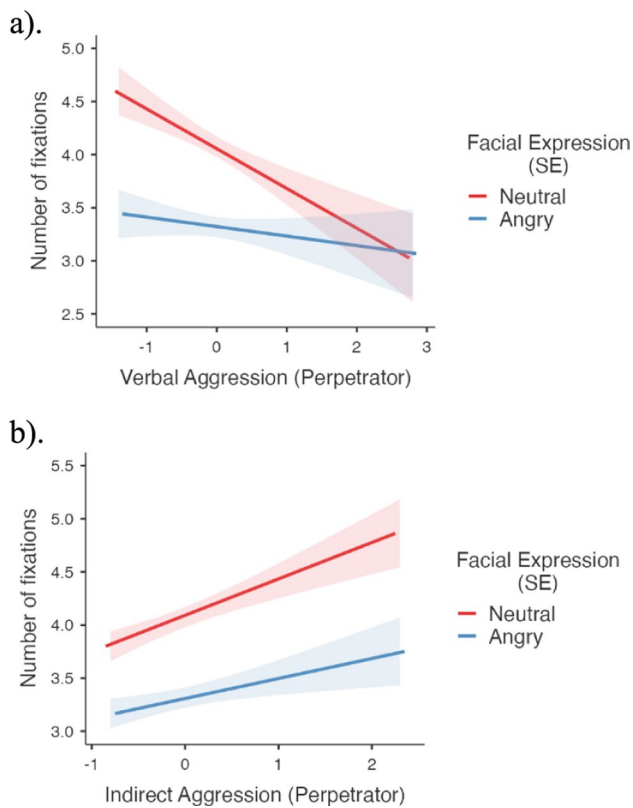 a).
5.0
4.5
4.0
3.5
3.0
2.5
Number of fixations
-1 0 1 2 3
Verbal Aggression (Perpetrator)
Facial Expression
(SE)
Neutral
Angry
b).
5.5
5.0
4.5
4.0
3.5
3.0
Number of fixations
-1 0 1 2
Indirect Aggression (Perpetrator)
Facial Expression
(SE)
Neutral
Angry